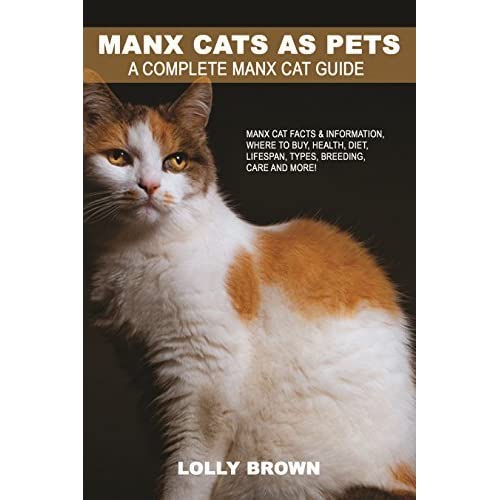 MANX CATS AS PETS
A COMPLETE MANX CAT GUIDE
MANX CAT FACTS & INFORMATION,
WHERE TO BUY, HEALTH, DIET,
LIFESPAN, TYPES, BREEDING,
CARE AND MORE!
LOLLY BROWN